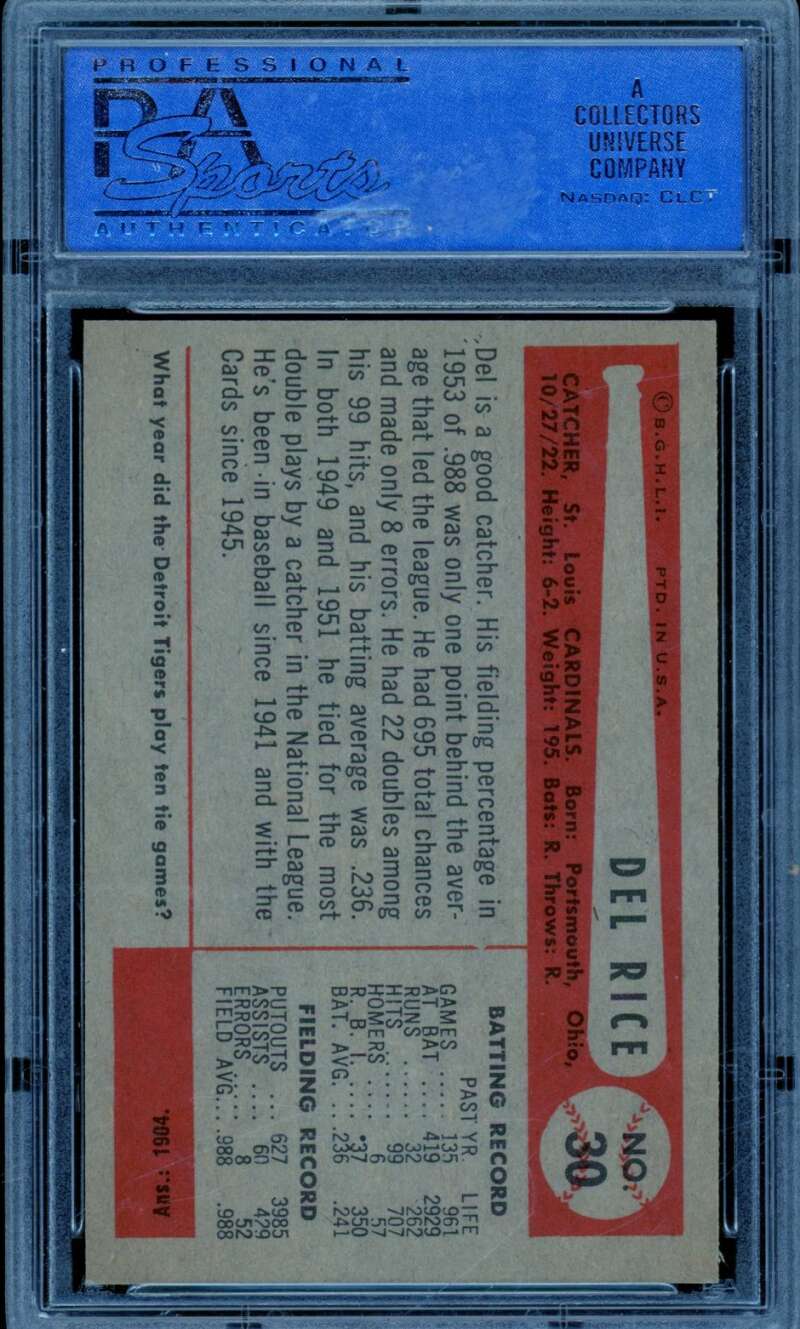 PROFESSIONAL
PSA
Sports
AUTHENTICATOR
A
COLLECTORS
UNIVERSE
COMPANY
NASDAQ: CLCT
© B.G.H.L.I. PTD. IN U.S.A.
DEL RICE
NO.
30
CATCHER, St. Louis CARDINALS. Born: Portsmouth, Ohio,
10/27/22. Height: 6-2. Weight: 195. Bats: R. Throws: R.
Del is a good catcher. His fielding percentage in
1953 of .988 was only one point behind the aver-
age that led the league. He had 695 total chances
and made only 8 errors. He had 22 doubles among
his 99 hits, and his batting average was .236.
In both 1949 and 1951 he tied for the most
double plays by a catcher in the National League.
He's been in baseball since 1941 and with the
Cards since 1945.
BATTING RECORD
PAST YR. LIFE
GAMES ..... 135 961
AT BAT .... 419 2929
RUNS ..... 32 262
HITS ..... 99 707
HOMERS .... 6 57
R. B. I. .... 37 350
BAT. AVG. ... .236 .241
FIELDING RECORD
PUTOUTS ... 627 3985
ASSISTS .... 60 429
ERRORS .... 8 52
FIELD AVG. .. .988 .988
What year did the Detroit Tigers play ten tie games?
Ans.: 1904.